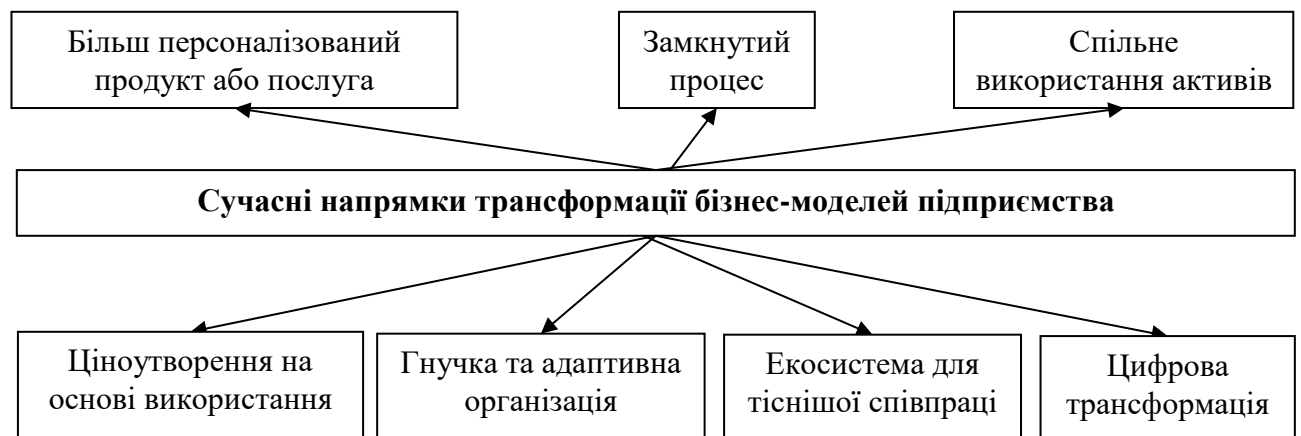 Більш персоналізований
продукт або послуга
Замкнутий
процес
Спільне
використання активів
Сучасні напрямки трансформації бізнес-моделей підприємства
Ціноутворення на
основі використання
Гнучка та адаптивна
організація
Екосистема для
тіснішої співпраці
Цифрова
трансформація